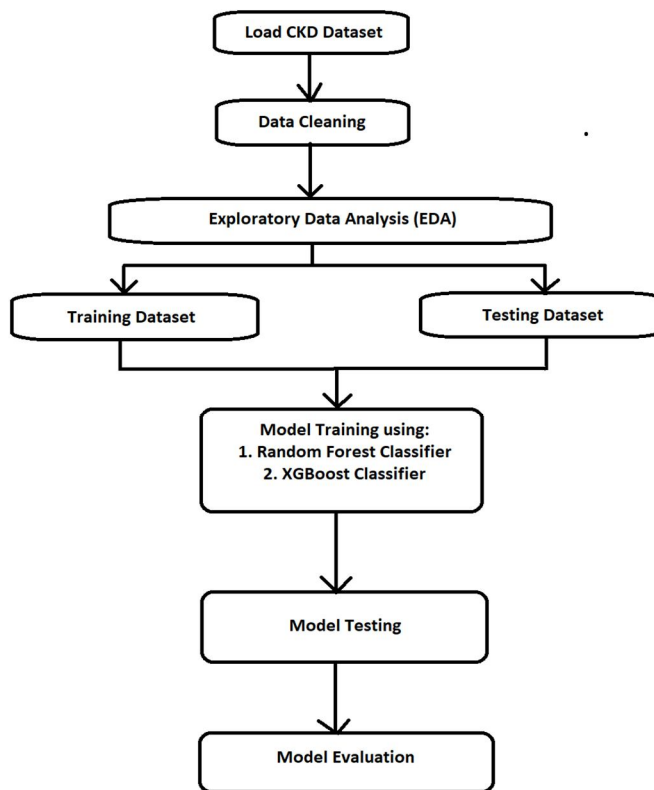 Load CKD Dataset
Data Cleaning
Exploratory Data Analysis (EDA)
Training Dataset
Testing Dataset
Model Training using:
1. Random Forest Classifier
2. XGBoost Classifier
Model Testing
Model Evaluation